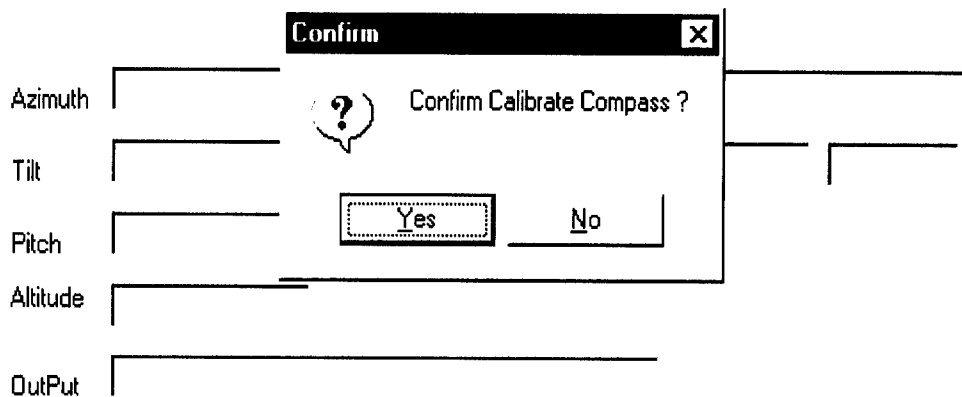 Confirm
Azimuth
Confirm Calibrate Compass ?
Tilt
Yes No
Pitch
Altitude
OutPut